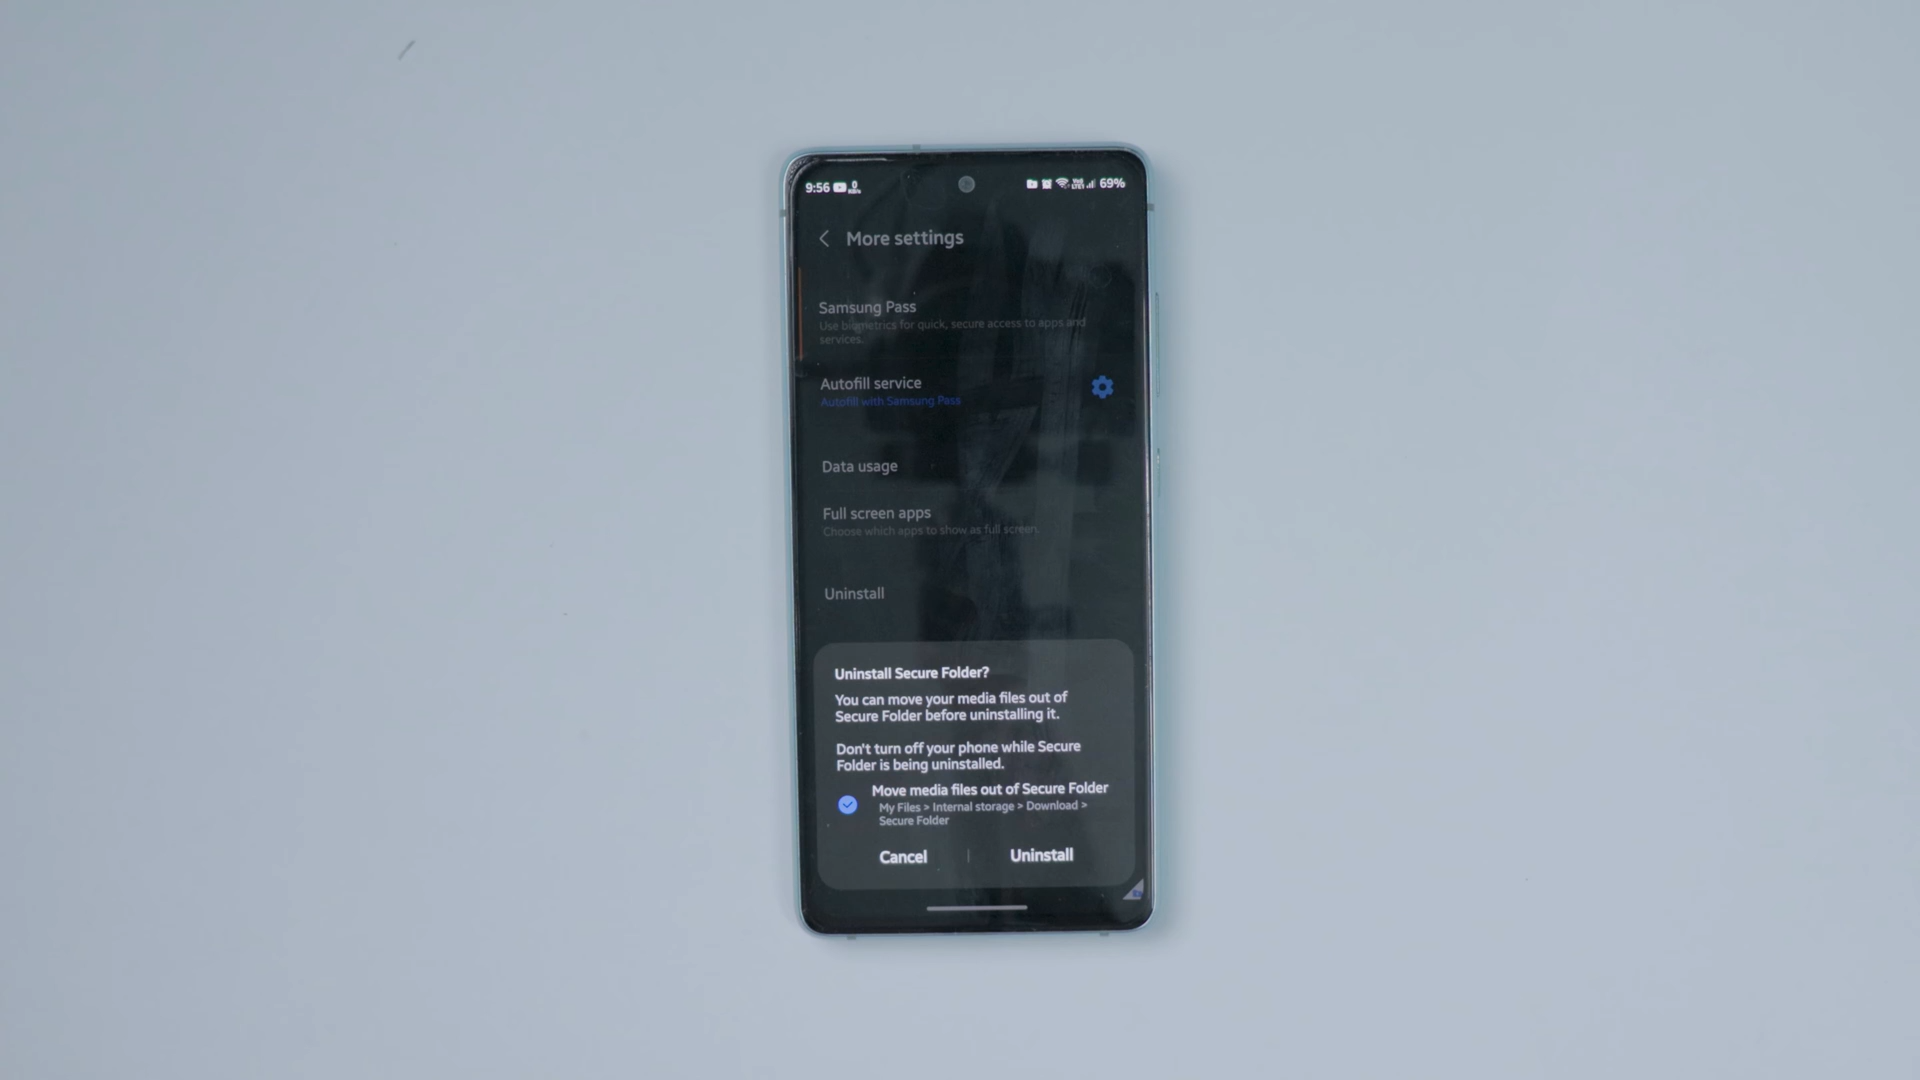 9:56
69%
More settings
Samsung Pass
Use biometrics for quick, secure access to apps and
services.
Autofill service
Autofill with Samsung Pass
Data usage
Full screen apps
Choose which apps to show as full screen.
Uninstall
Uninstall Secure Folder?
You can move your media files out of
Secure Folder before uninstalling it.
Don't turn off your phone while Secure
Folder is being uninstalled.
Move media files out of Secure Folder
My Files > Internal storage > Download >
Secure Folder
Cancel | Uninstall